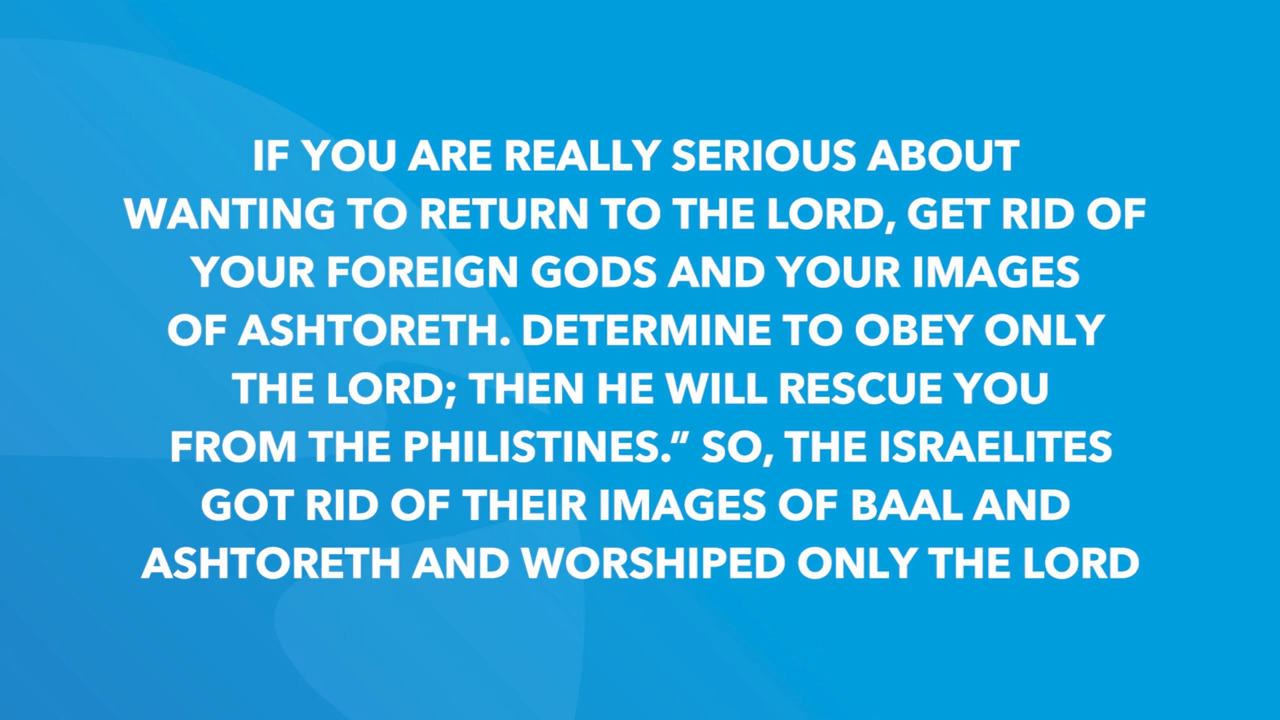 IF YOU ARE REALLY SERIOUS ABOUT
WANTING TO RETURN TO THE LORD, GET RID OF
YOUR FOREIGN GODS AND YOUR IMAGES
OF ASHTORETH. DETERMINE TO OBEY ONLY
THE LORD; THEN HE WILL RESCUE YOU
FROM THE PHILISTINES.” SO, THE ISRAELITES
GOT RID OF THEIR IMAGES OF BAAL AND
ASHTORETH AND WORSHIPED ONLY THE LORD